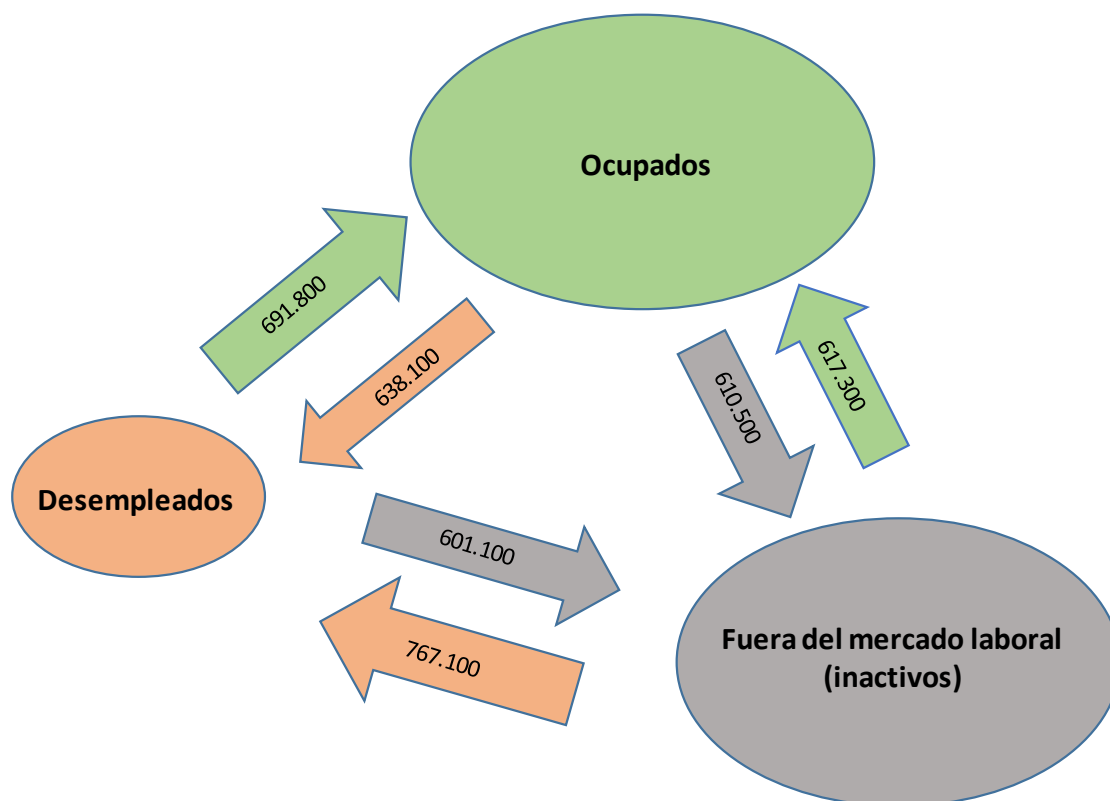 Ocupados
691.800
638.100
610.500
617.300
Desempleados
601.100
767.100
Fuera del mercado laboral
(inactivos)